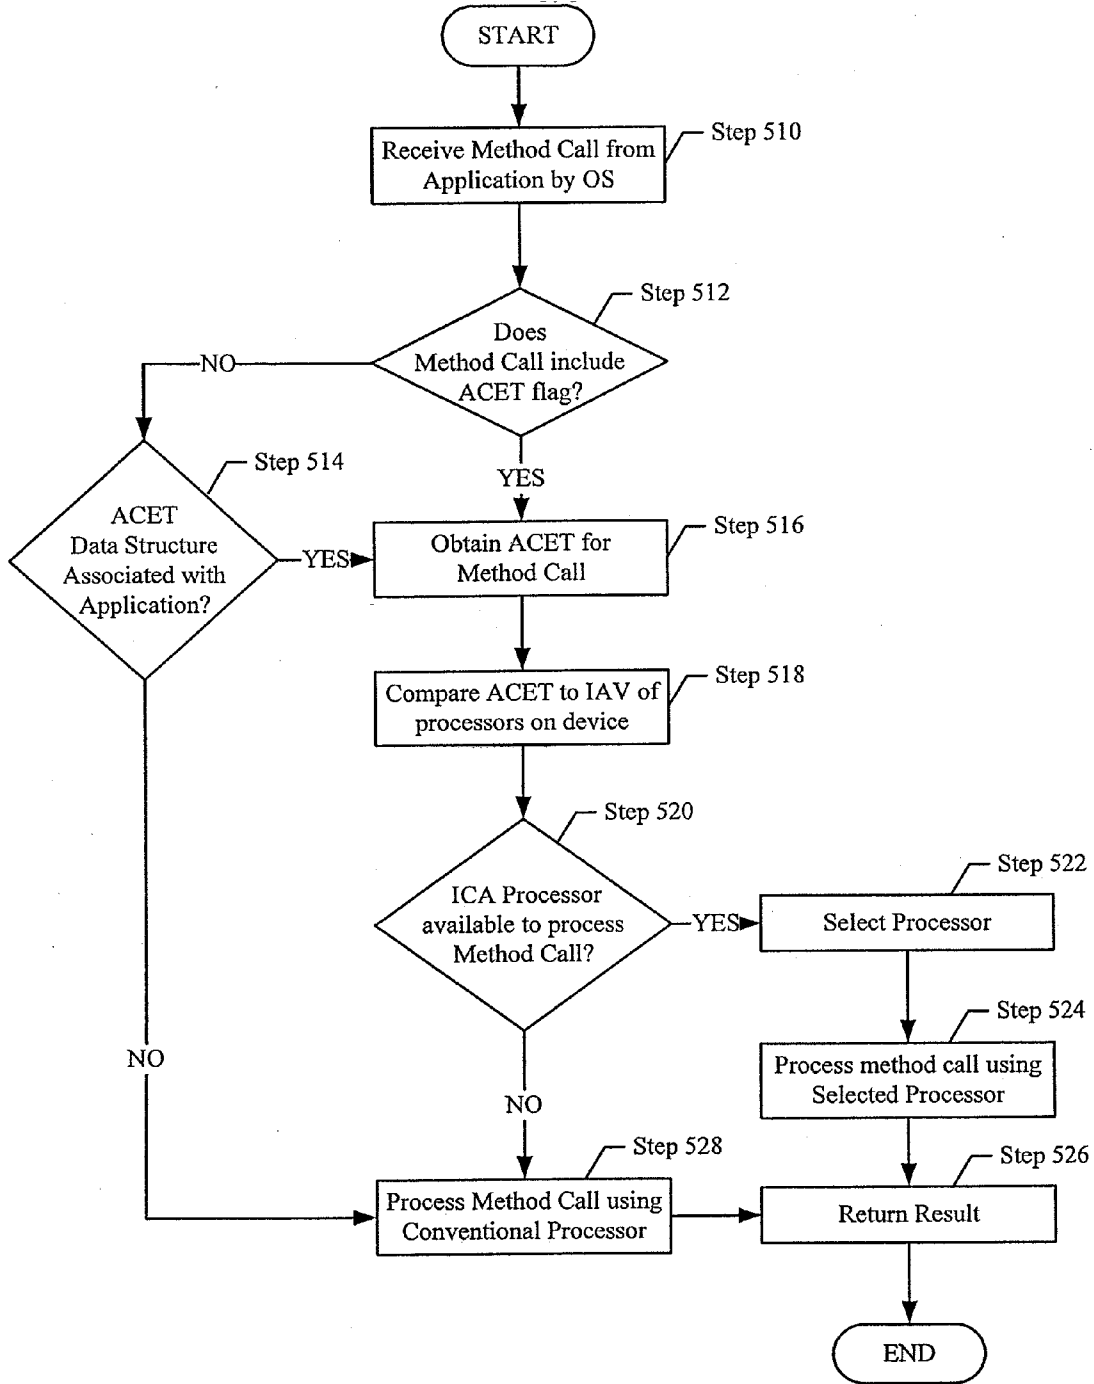 START
Step 510
Receive Method Call from
Application by OS
Step 512
Does
Method Call include
ACET flag?
NO
YES
Step 514
ACET
Data Structure
Associated with
Application?
YES
Step 516
Obtain ACET for
Method Call
Step 518
Compare ACET to IAV of
processors on device
Step 520
ICA Processor
available to process
Method Call?
YES
Step 522
Select Processor
Step 524
Process method call using
Selected Processor
NO
NO
Step 528
Process Method Call using
Conventional Processor
Step 526
Return Result
END